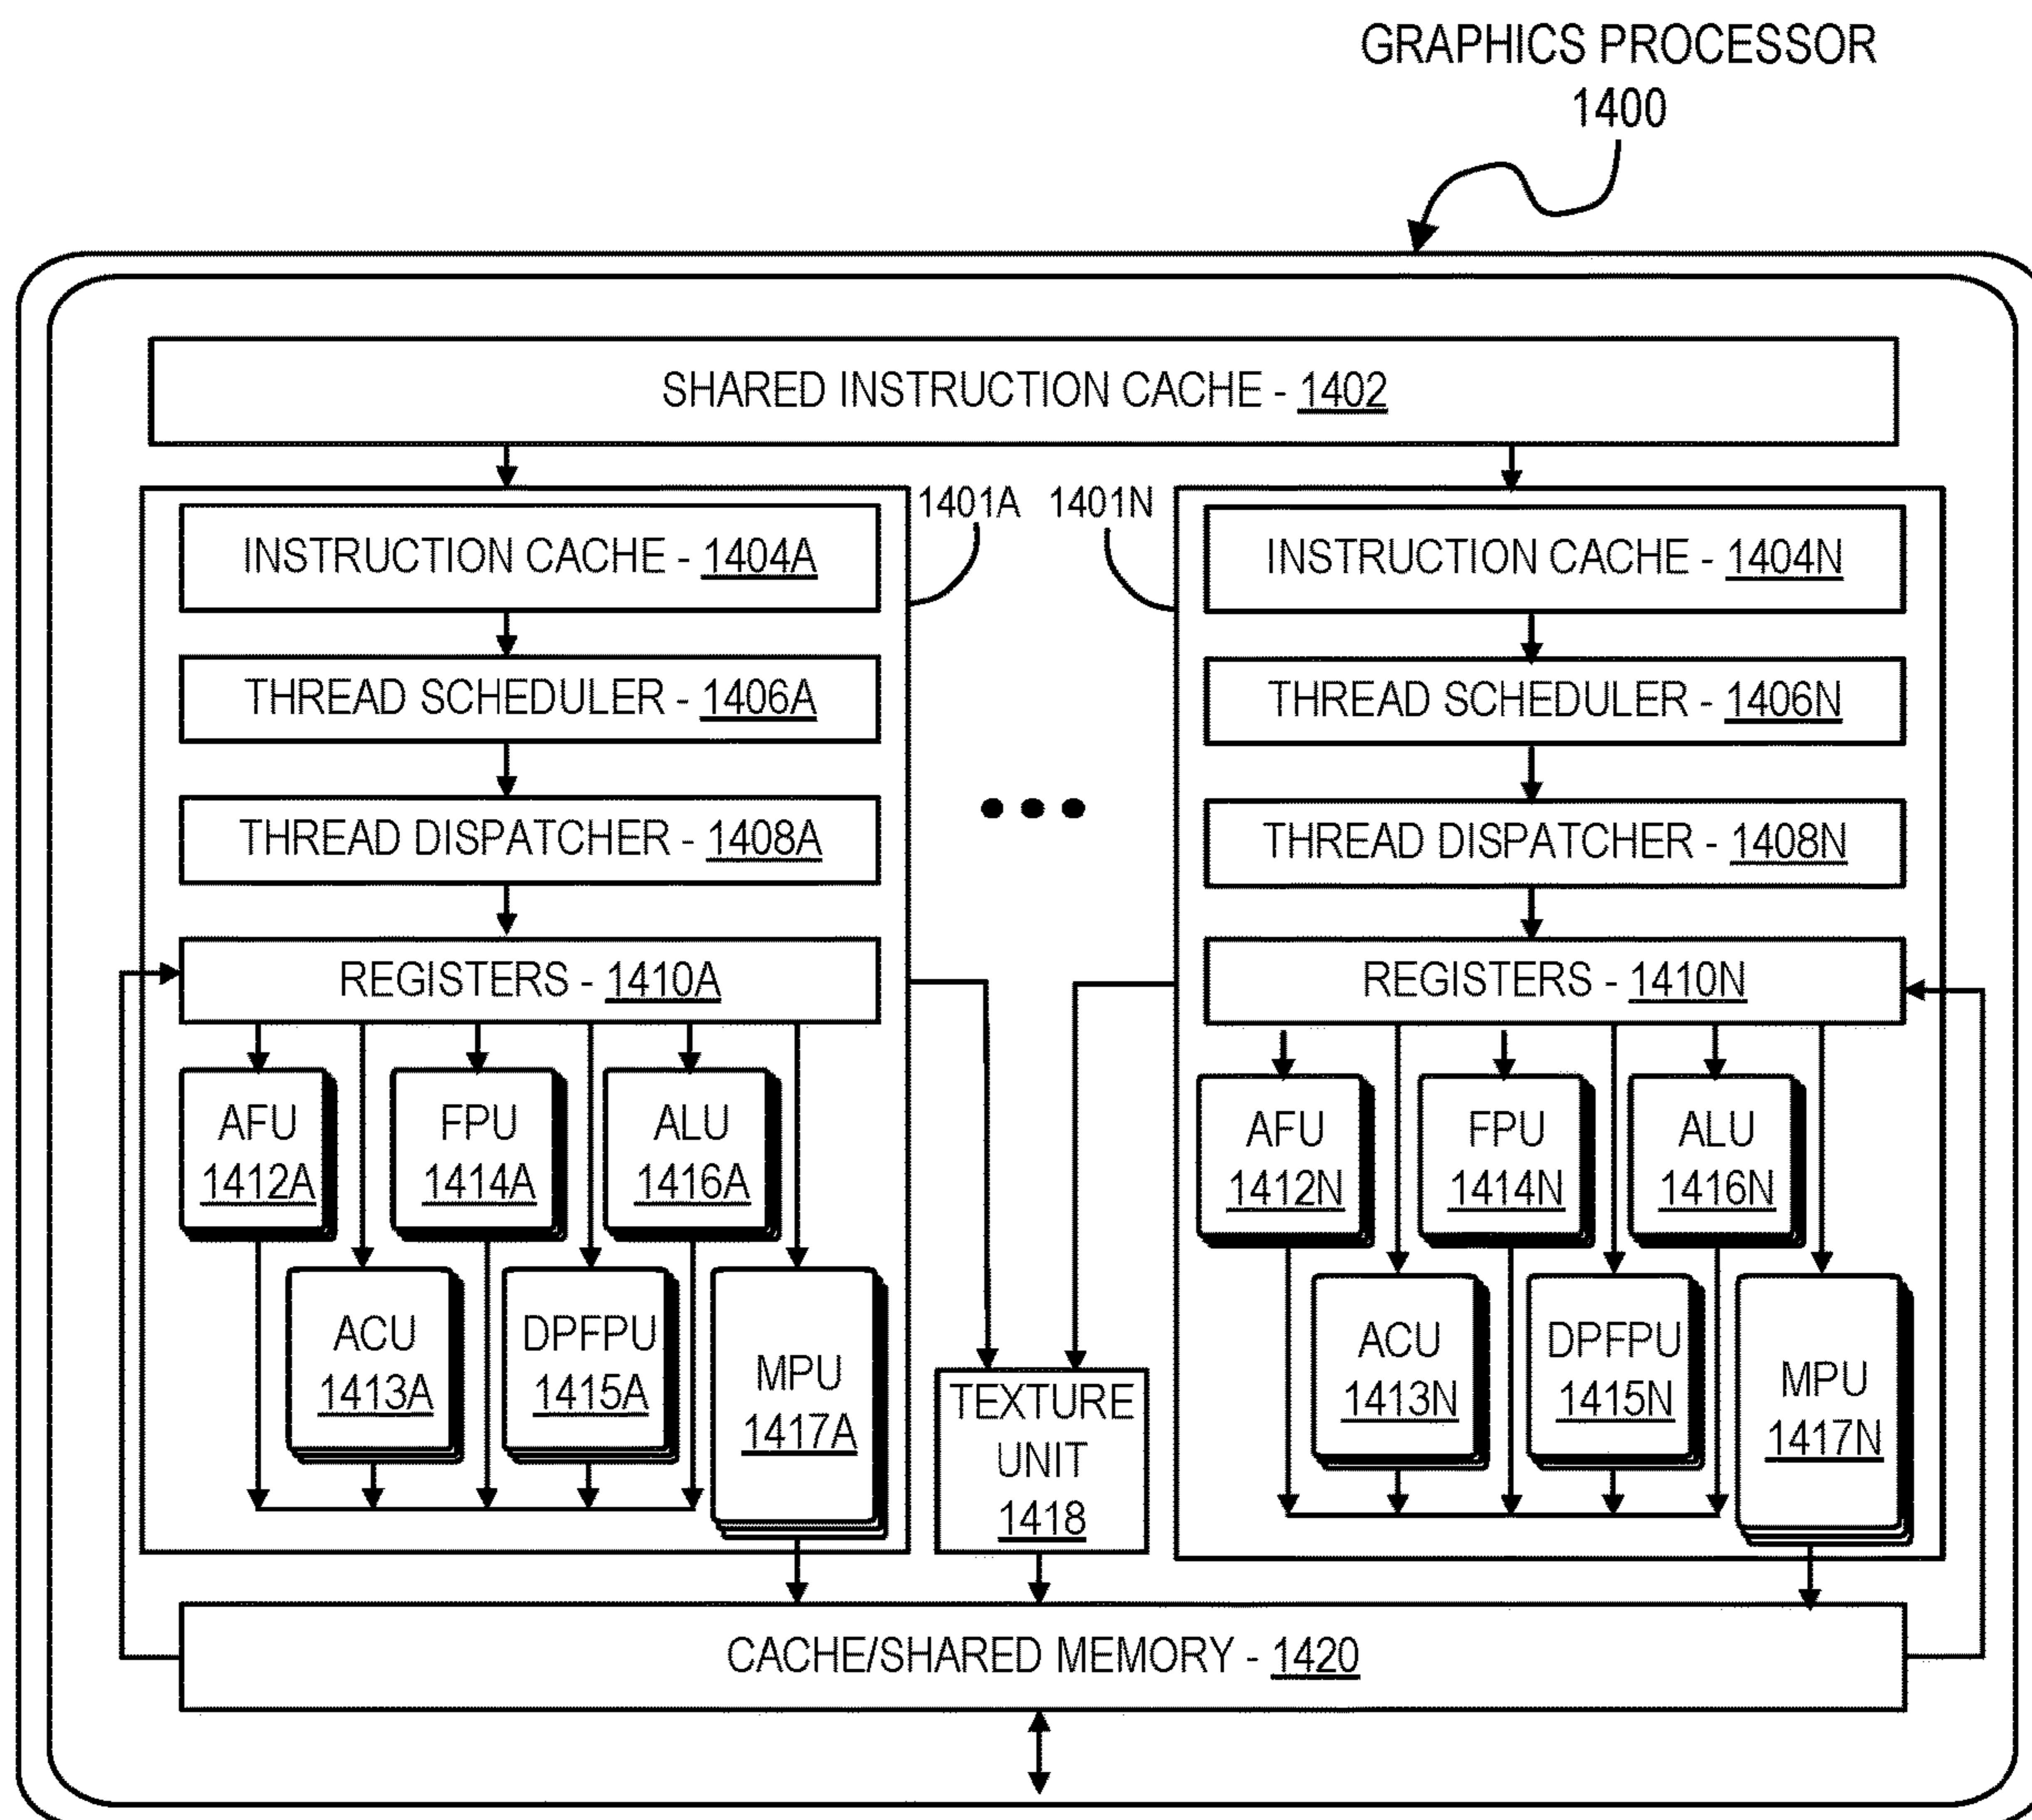 GRAPHICS PROCESSOR
1400
SHARED INSTRUCTION CACHE - 1402
1401A
1401N
INSTRUCTION CACHE - 1404A
THREAD SCHEDULER - 1406A
THREAD DISPATCHER - 1408A
REGISTERS - 1410A
AFU
1412A
FPU
1414A
ALU
1416A
ACU
1413A
DPFPU
1415A
MPU
1417A
INSTRUCTION CACHE - 1404N
THREAD SCHEDULER - 1406N
THREAD DISPATCHER - 1408N
REGISTERS - 1410N
AFU
1412N
FPU
1414N
ALU
1416N
ACU
1413N
DPFPU
1415N
MPU
1417N
TEXTURE
UNIT
1418
CACHE/SHARED MEMORY - 1420